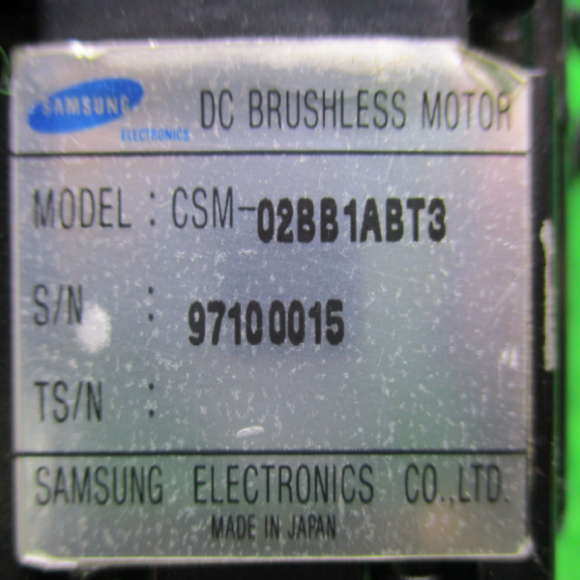 SAMSUNG
ELECTRONICS
DC BRUSHLESS MOTOR
MODEL : CSM-02BB1ABT3
S/N : 97100015
TS/N :
SAMSUNG ELECTRONICS CO.,LTD.
MADE IN JAPAN